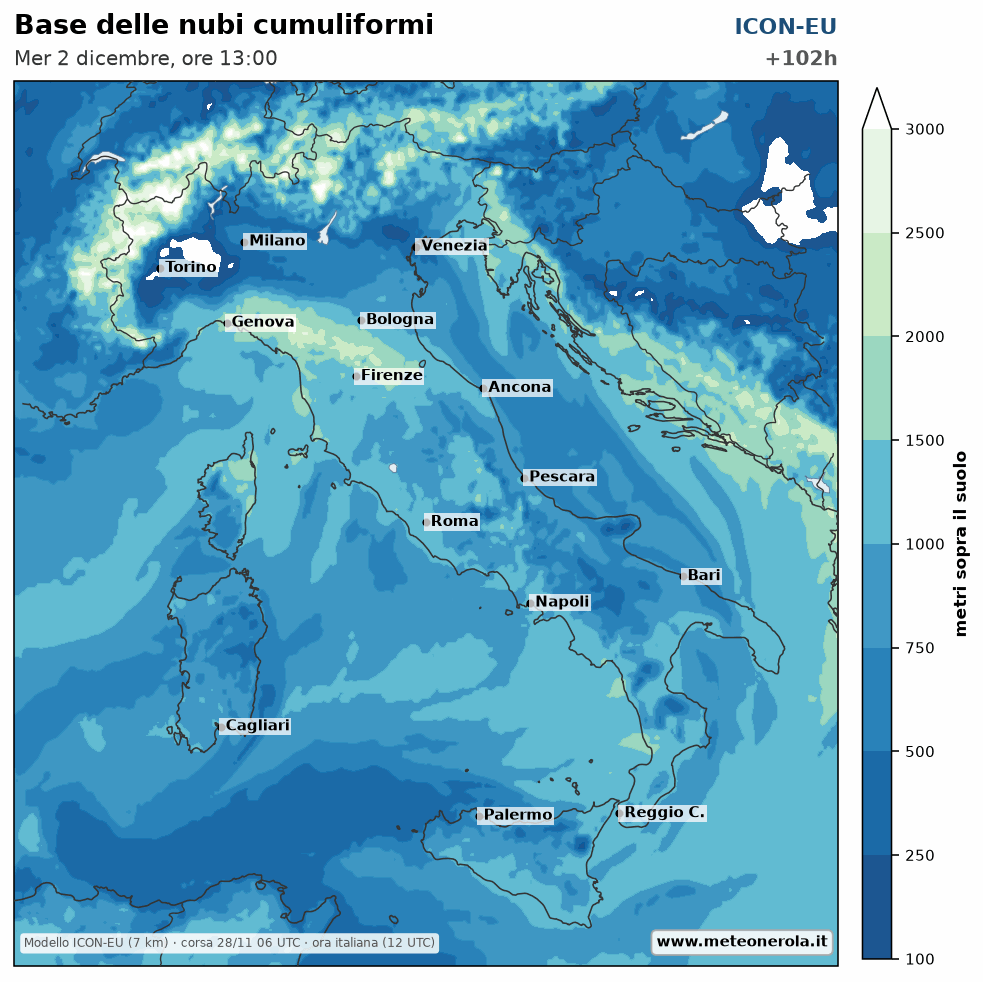 Base delle nubi cumuliformi
ICON-EU
Mer 2 dicembre, ore 13:00
+102h
3000
2500
2000
1500
1000
750
500
250
100
metri sopra il suolo
Milano
Venezia
Torino
Genova
Bologna
Firenze
Ancona
Pescara
Roma
Bari
Napoli
Cagliari
Palermo
Reggio C.
Modello ICON-EU (7 km) · corsa 28/11 06 UTC · ora italiana (12 UTC)
www.meteonerola.it